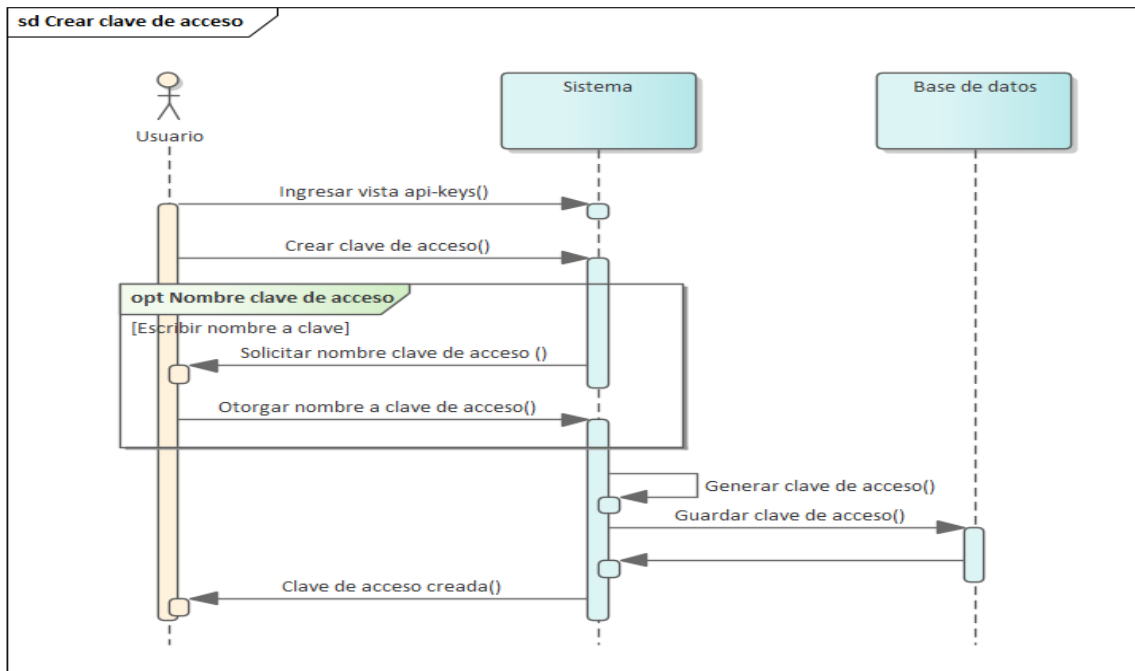 sd Crear clave de acceso
Usuario
Sistema
Base de datos
Ingresar vista api-keys()
Crear clave de acceso()
opt Nombre clave de acceso
[Escribir nombre a clave]
Solicitar nombre clave de acceso ()
Otorgar nombre a clave de acceso()
Generar clave de acceso()
Guardar clave de acceso()
Clave de acceso creada()